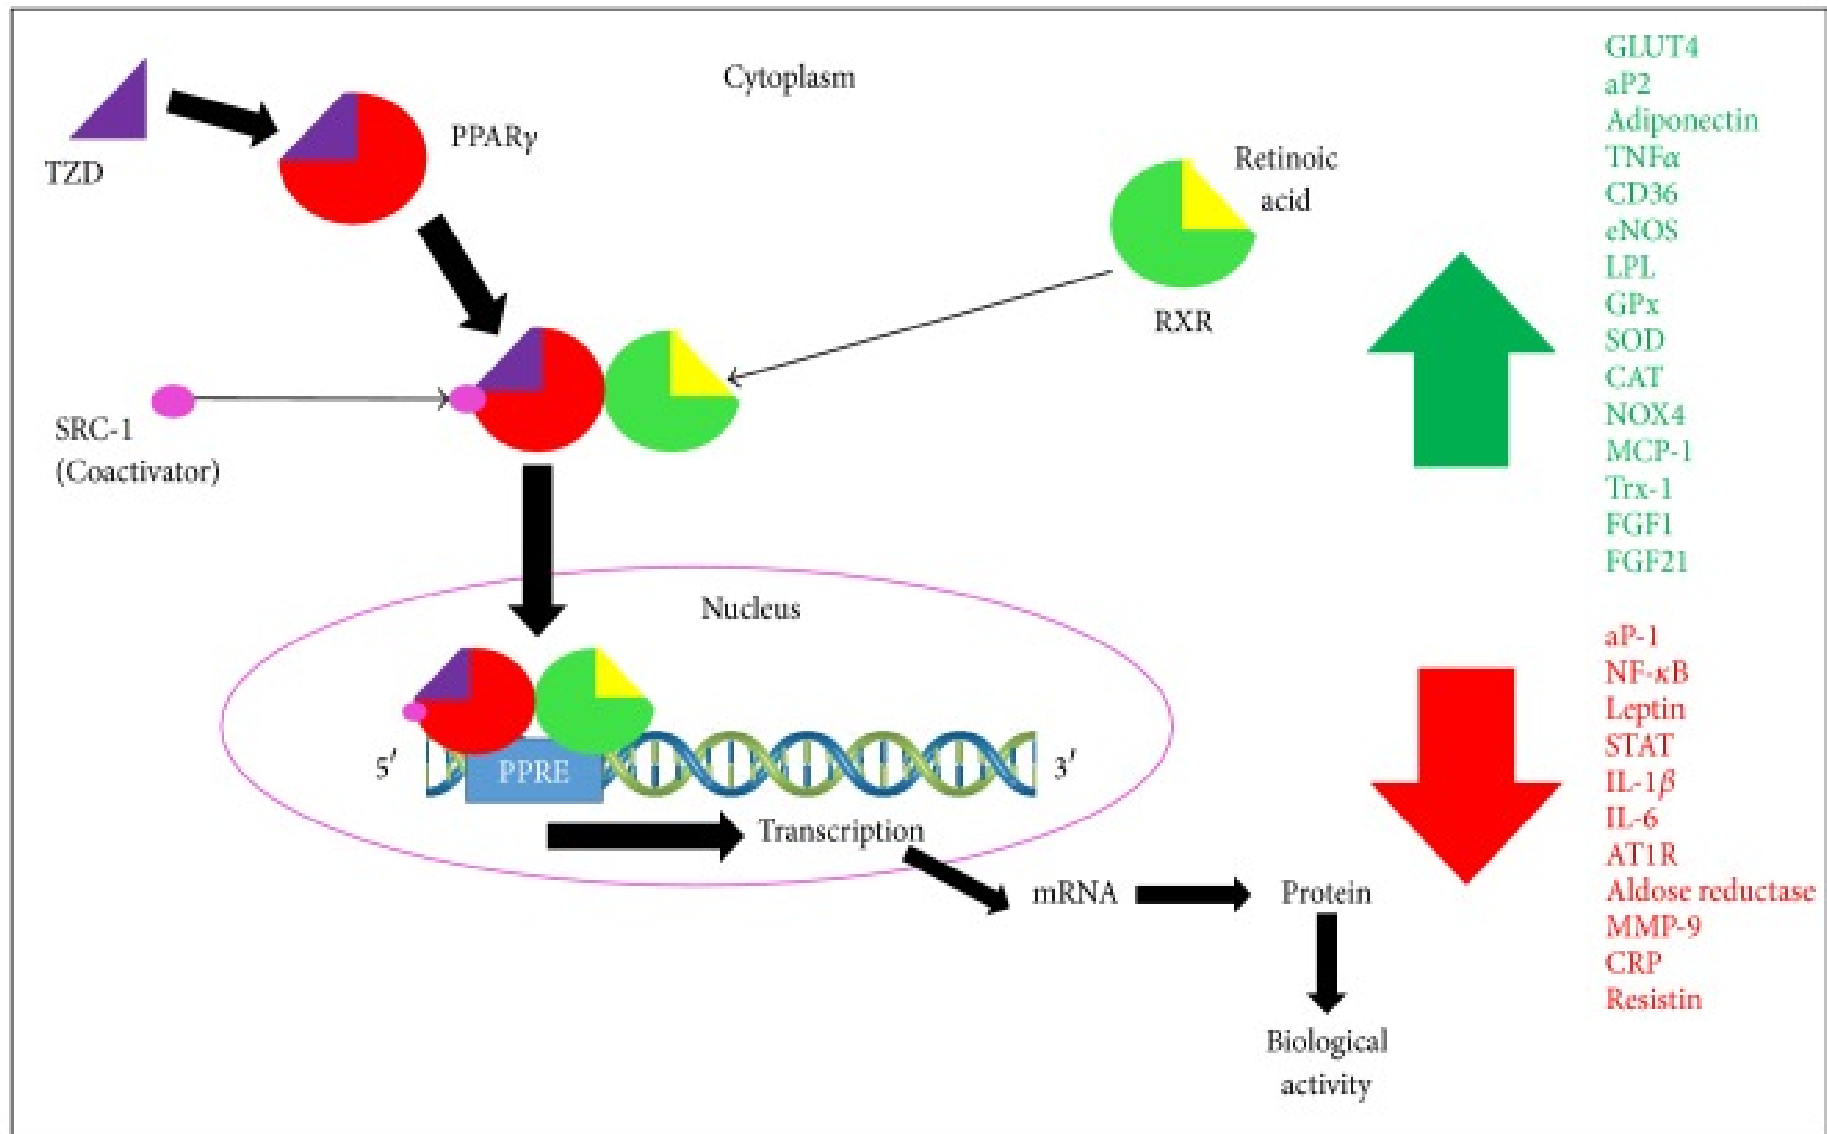 Cytoplasm
TZD
PPARγ
Retinoic
acid
RXR
SRC-1
(Coactivator)
Nucleus
5′
PPRE
3′
Transcription
mRNA
Protein
Biological
activity
GLUT4
aP2
Adiponectin
TNFα
CD36
eNOS
LPL
GPx
SOD
CAT
NOX4
MCP-1
Trx-1
FGF1
FGF21
aP-1
NF-κB
Leptin
STAT
IL-1β
IL-6
AT1R
Aldose reductase
MMP-9
CRP
Resistin